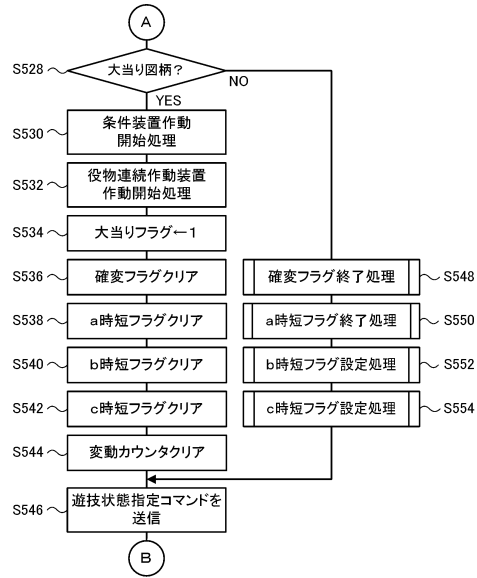 A
S528
大当り図柄？
NO
YES
S530
条件装置作動
開始処理
S532
役物連続作動装置
作動開始処理
S534
大当りフラグ←1
S536
確変フラグクリア
確変フラグ終了処理
S548
S538
a時短フラグクリア
a時短フラグ終了処理
S550
S540
b時短フラグクリア
b時短フラグ設定処理
S552
S542
c時短フラグクリア
c時短フラグ設定処理
S554
S544
変動カウンタクリア
S546
遊技状態指定コマンドを
送信
B